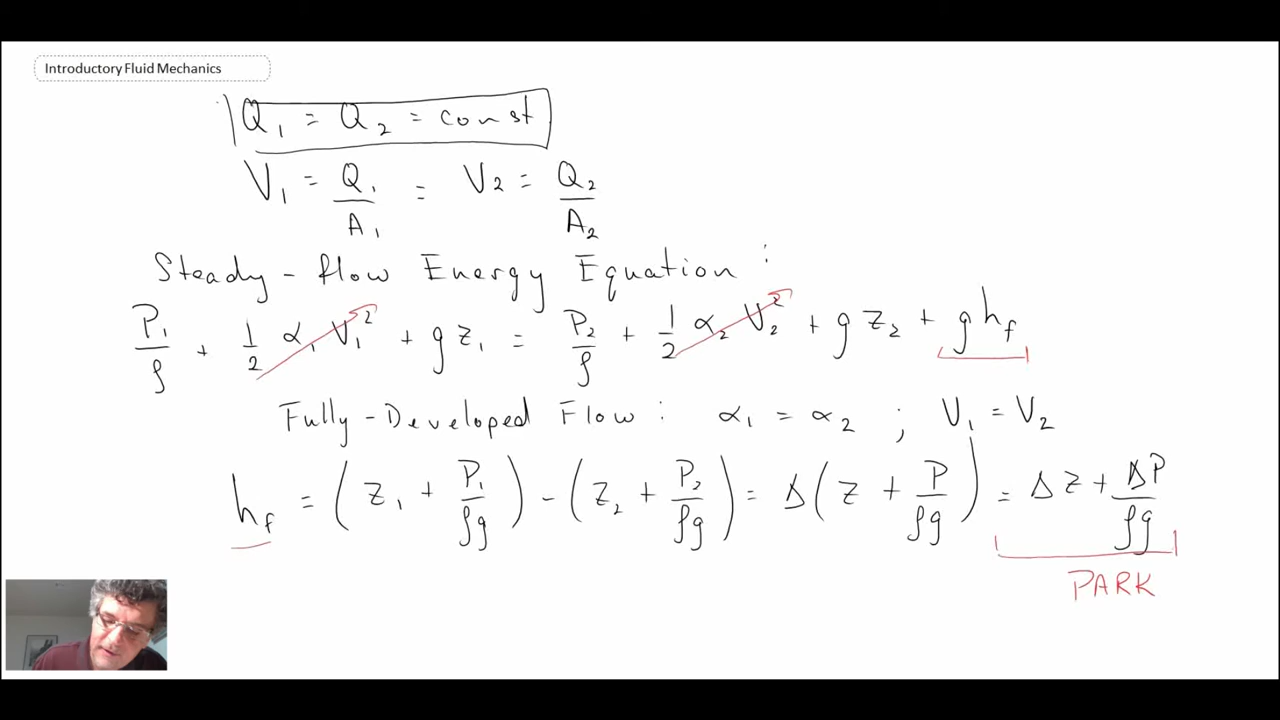 Introductory Fluid Mechanics
Q₁ = Q₂ = const
V₁ = Q₁/A₁ = V₂ = Q₂/A₂
Steady-flow Energy Equation :
P₁/ρ + 1/2 α₁ V₁² + g z₁ = P₂/ρ + 1/2 α₂ V₂² + g z₂ + g h_f
Fully-Developed Flow : α₁ = α₂ ; V₁ = V₂
h_f = (z₁ + P₁/ρg) - (z₂ + P₂/ρg) = Δ(z + P/ρg) = Δz + ΔP/ρg
PARK